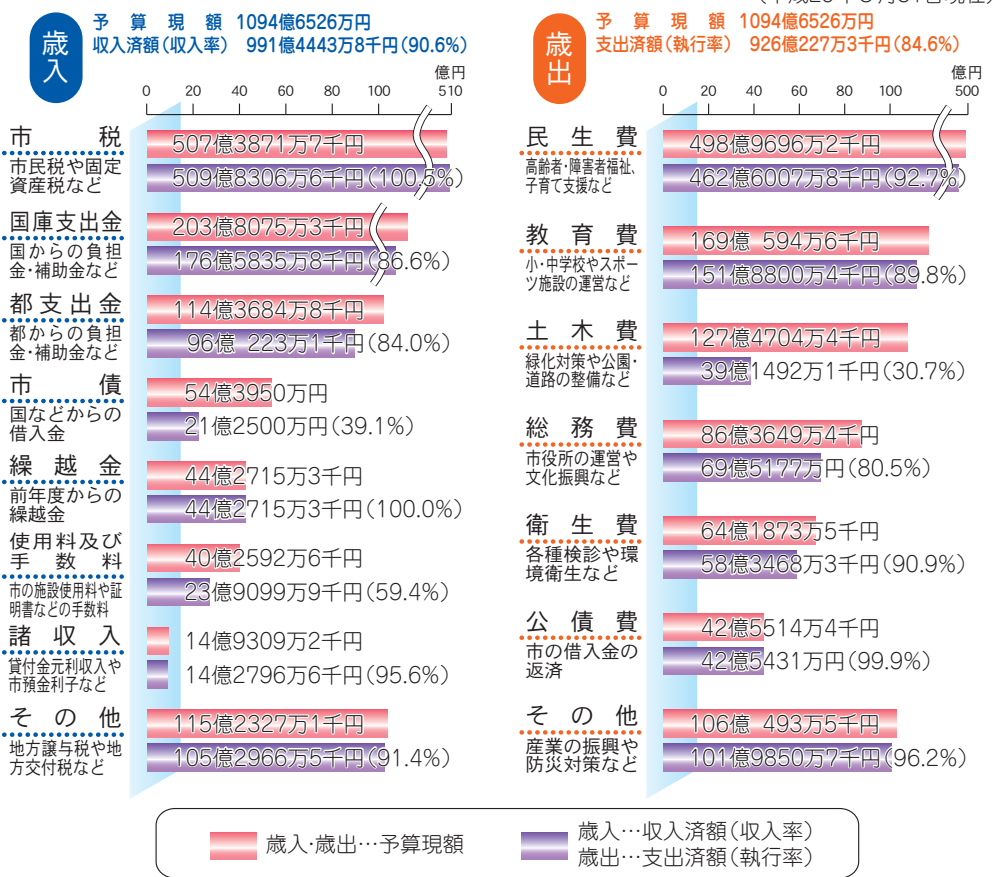 歳入
予算現額 1094億6526万円
収入済額(収入率) 991億4443万8千円(90.6%)
億円
0 20 40 60 80 100 510
市税
市民税や固定
資産税など
507億3871万7千円
509億8306万6千円(100.5%)
国庫支出金
国からの負担
金・補助金など
203億8075万3千円
176億5835万8千円(86.6%)
都支出金
都からの負担
金・補助金など
114億3684万8千円
96億 223万1千円(84.0%)
市債
国などからの
借入金
54億3950万円
21億2500万円(39.1%)
繰越金
前年度からの
繰越金
44億2715万3千円
44億2715万3千円(100.0%)
使用料及び
手数料
市の施設使用料や証
明書などの手数料
40億2592万6千円
23億9099万9千円(59.4%)
諸収入
貸付金元利収入や
市預金利子など
14億9309万2千円
14億2796万6千円(95.6%)
その他
地方譲与税や地
方交付税など
115億2327万1千円
105億2966万5千円(91.4%)
歳出
予算現額 1094億6526万円
支出済額(執行率) 926億227万3千円(84.6%)
億円
0 20 40 60 80 100 500
民生費
高齢者・障害者福祉、
子育て支援など
498億9696万2千円
462億6007万8千円(92.7%)
教育費
小・中学校やスポー
ツ施設の運営など
169億 594万6千円
151億8800万4千円(89.8%)
土木費
緑化対策や公園・
道路の整備など
127億4704万4千円
39億1492万1千円(30.7%)
総務費
市役所の運営や
文化振興など
86億3649万4千円
69億5177万円(80.5%)
衛生費
各種検診や環
境衛生など
64億1873万5千円
58億3468万3千円(90.9%)
公債費
市の借入金の
返済
42億5514万4千円
42億5431万円(99.9%)
その他
産業の振興や
防災対策など
106億 493万5千円
101億9850万7千円(96.2%)
歳入・歳出…予算現額
歳入…収入済額(収入率)
歳出…支出済額(執行率)